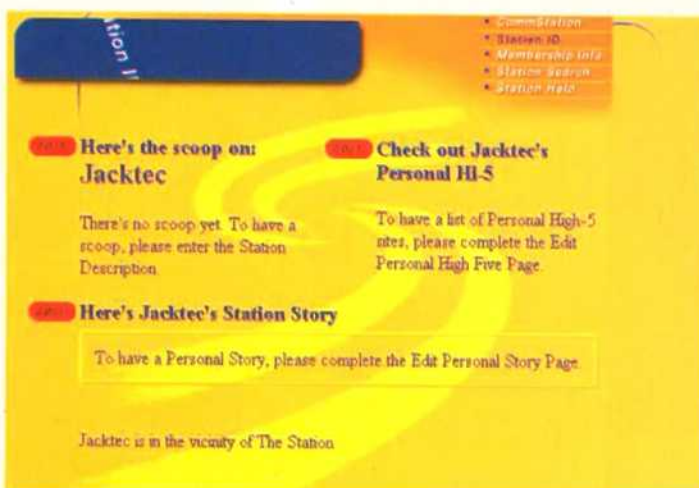 CommStation
Station ID
Membership Info
Station Search
Station Help
Here's the scoop on:
Jacktec
There's no scoop yet. To have a
scoop, please enter the Station
Description.
Check out Jacktec's
Personal Hi-5
To have a list of Personal High-5
sites, please complete the Edit
Personal High Five Page.
Here's Jacktec's Station Story
To have a Personal Story, please complete the Edit Personal Story Page.
Jacktec is in the vicinity of The Station